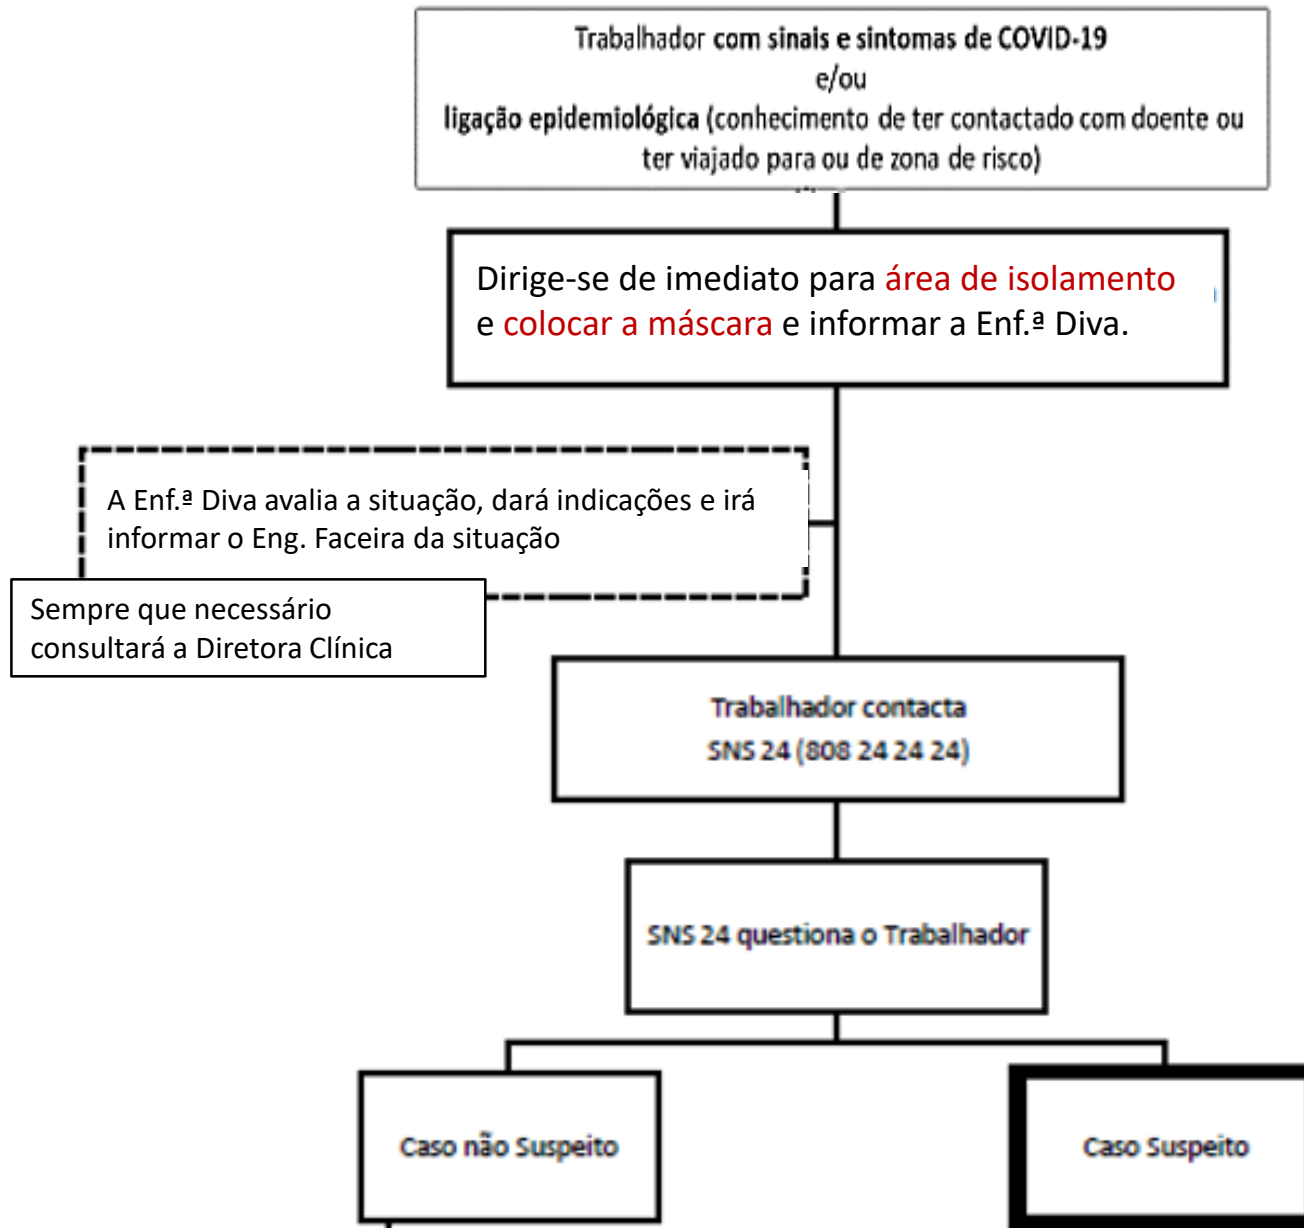 Trabalhador com sinais e sintomas de COVID-19
e/ou
ligação epidemiológica (conhecimento de ter contactado com doente ou
ter viajado para ou de zona de risco)
Dirige-se de imediato para área de isolamento
e colocar a máscara e informar a Enf.ª Diva.
A Enf.ª Diva avalia a situação, dará indicações e irá
informar o Eng. Faceira da situação
Sempre que necessário
consultará a Diretora Clínica
Trabalhador contacta
SNS 24 (808 24 24 24)
SNS 24 questiona o Trabalhador
Caso não Suspeito
Caso Suspeito